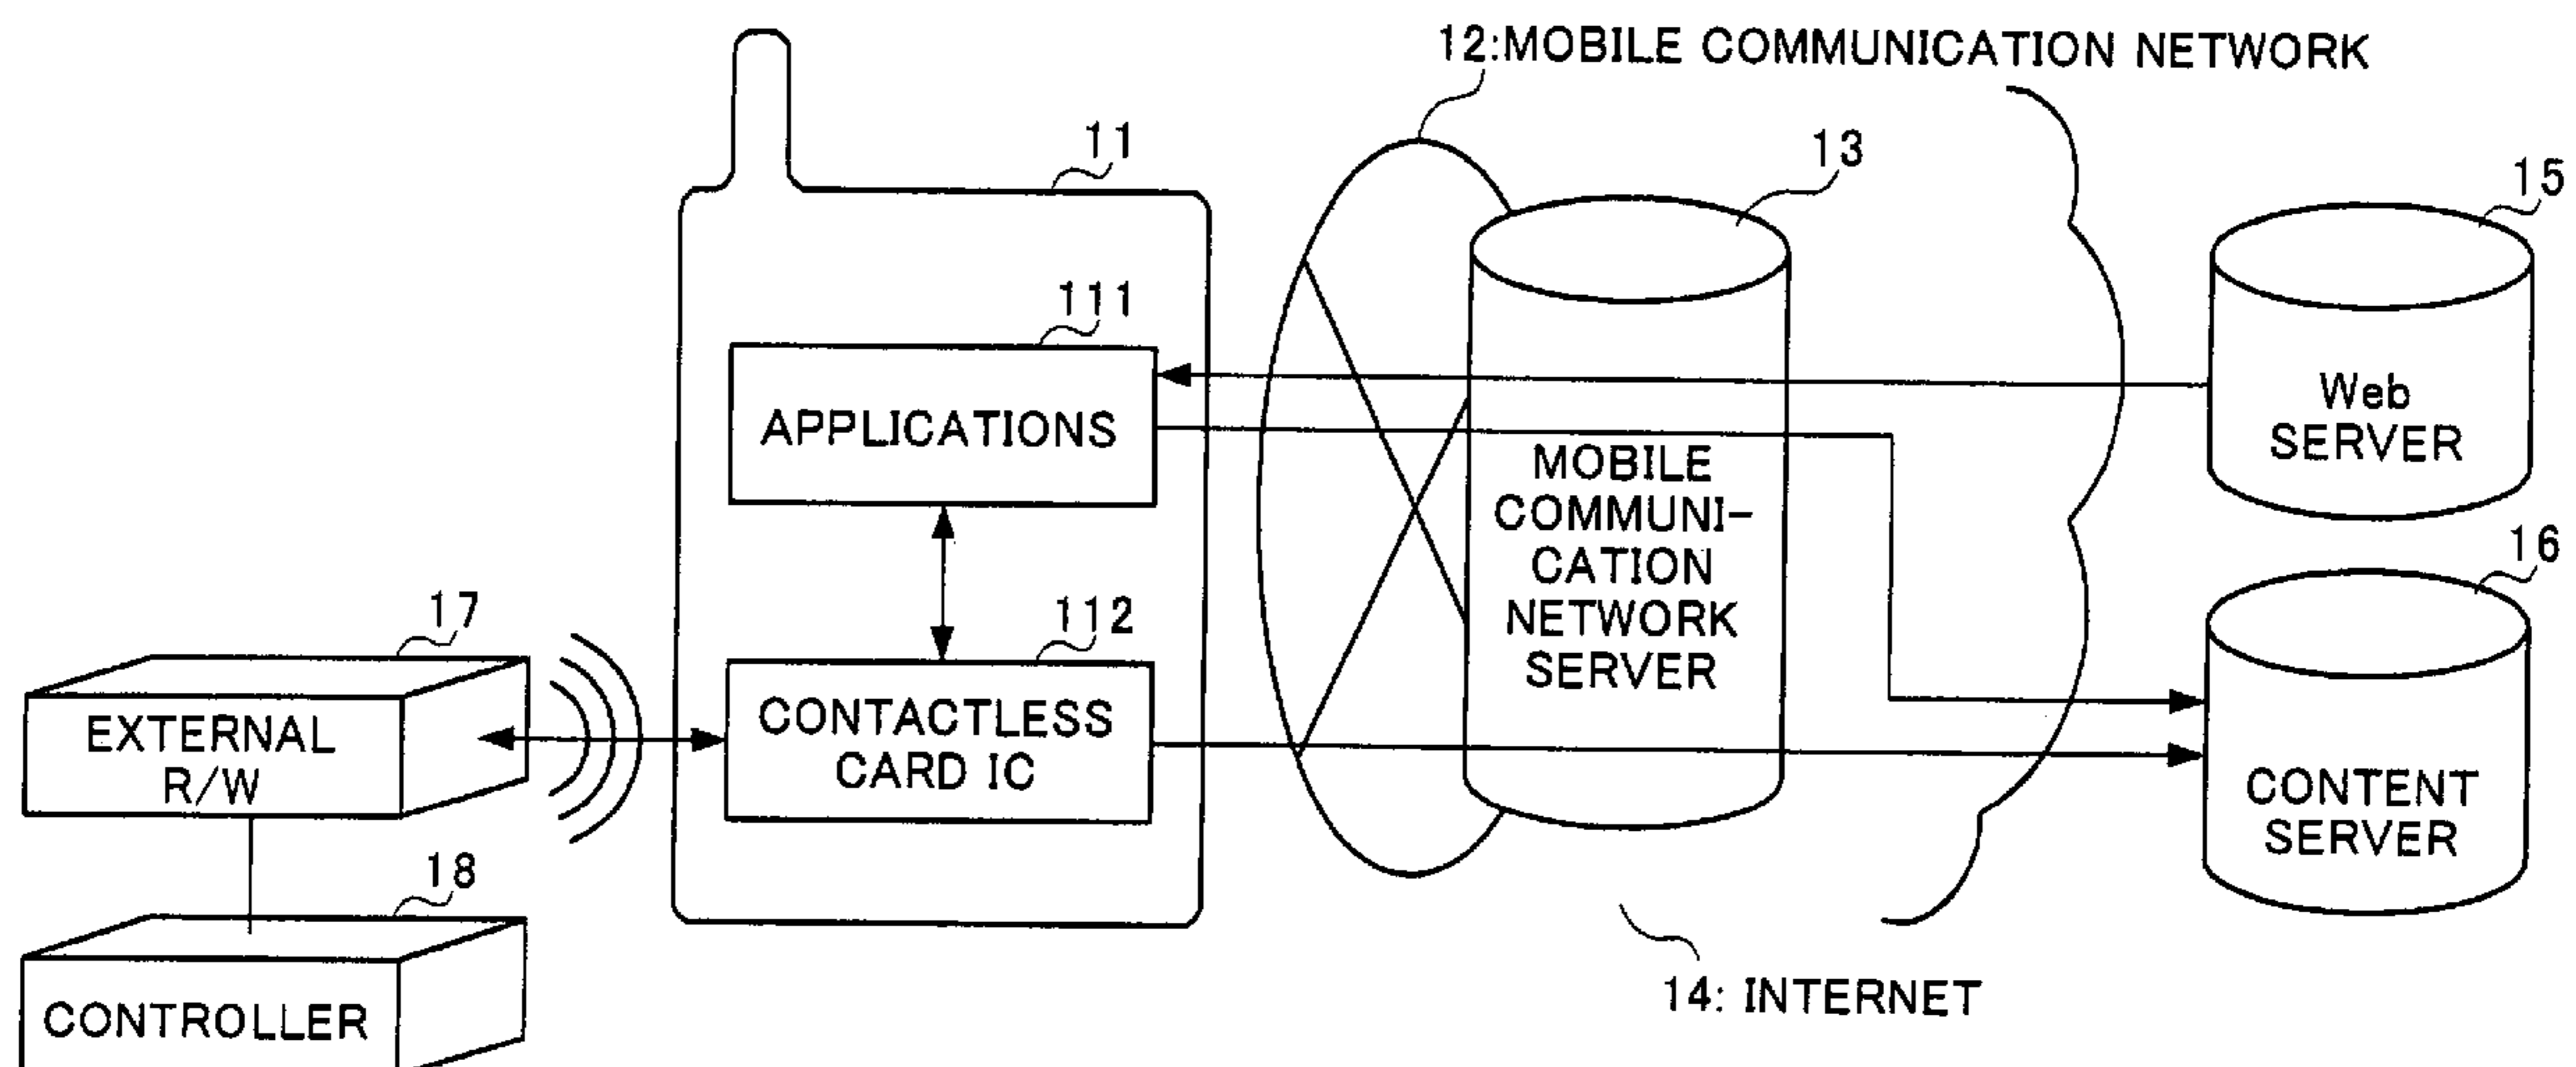 12:MOBILE COMMUNICATION NETWORK
11
13
15
111
APPLICATIONS
Web
SERVER
MOBILE
COMMUNI-
CATION
NETWORK
SERVER
16
17
112
EXTERNAL
R/W
CONTACTLESS
CARD IC
CONTENT
SERVER
18
CONTROLLER
14: INTERNET